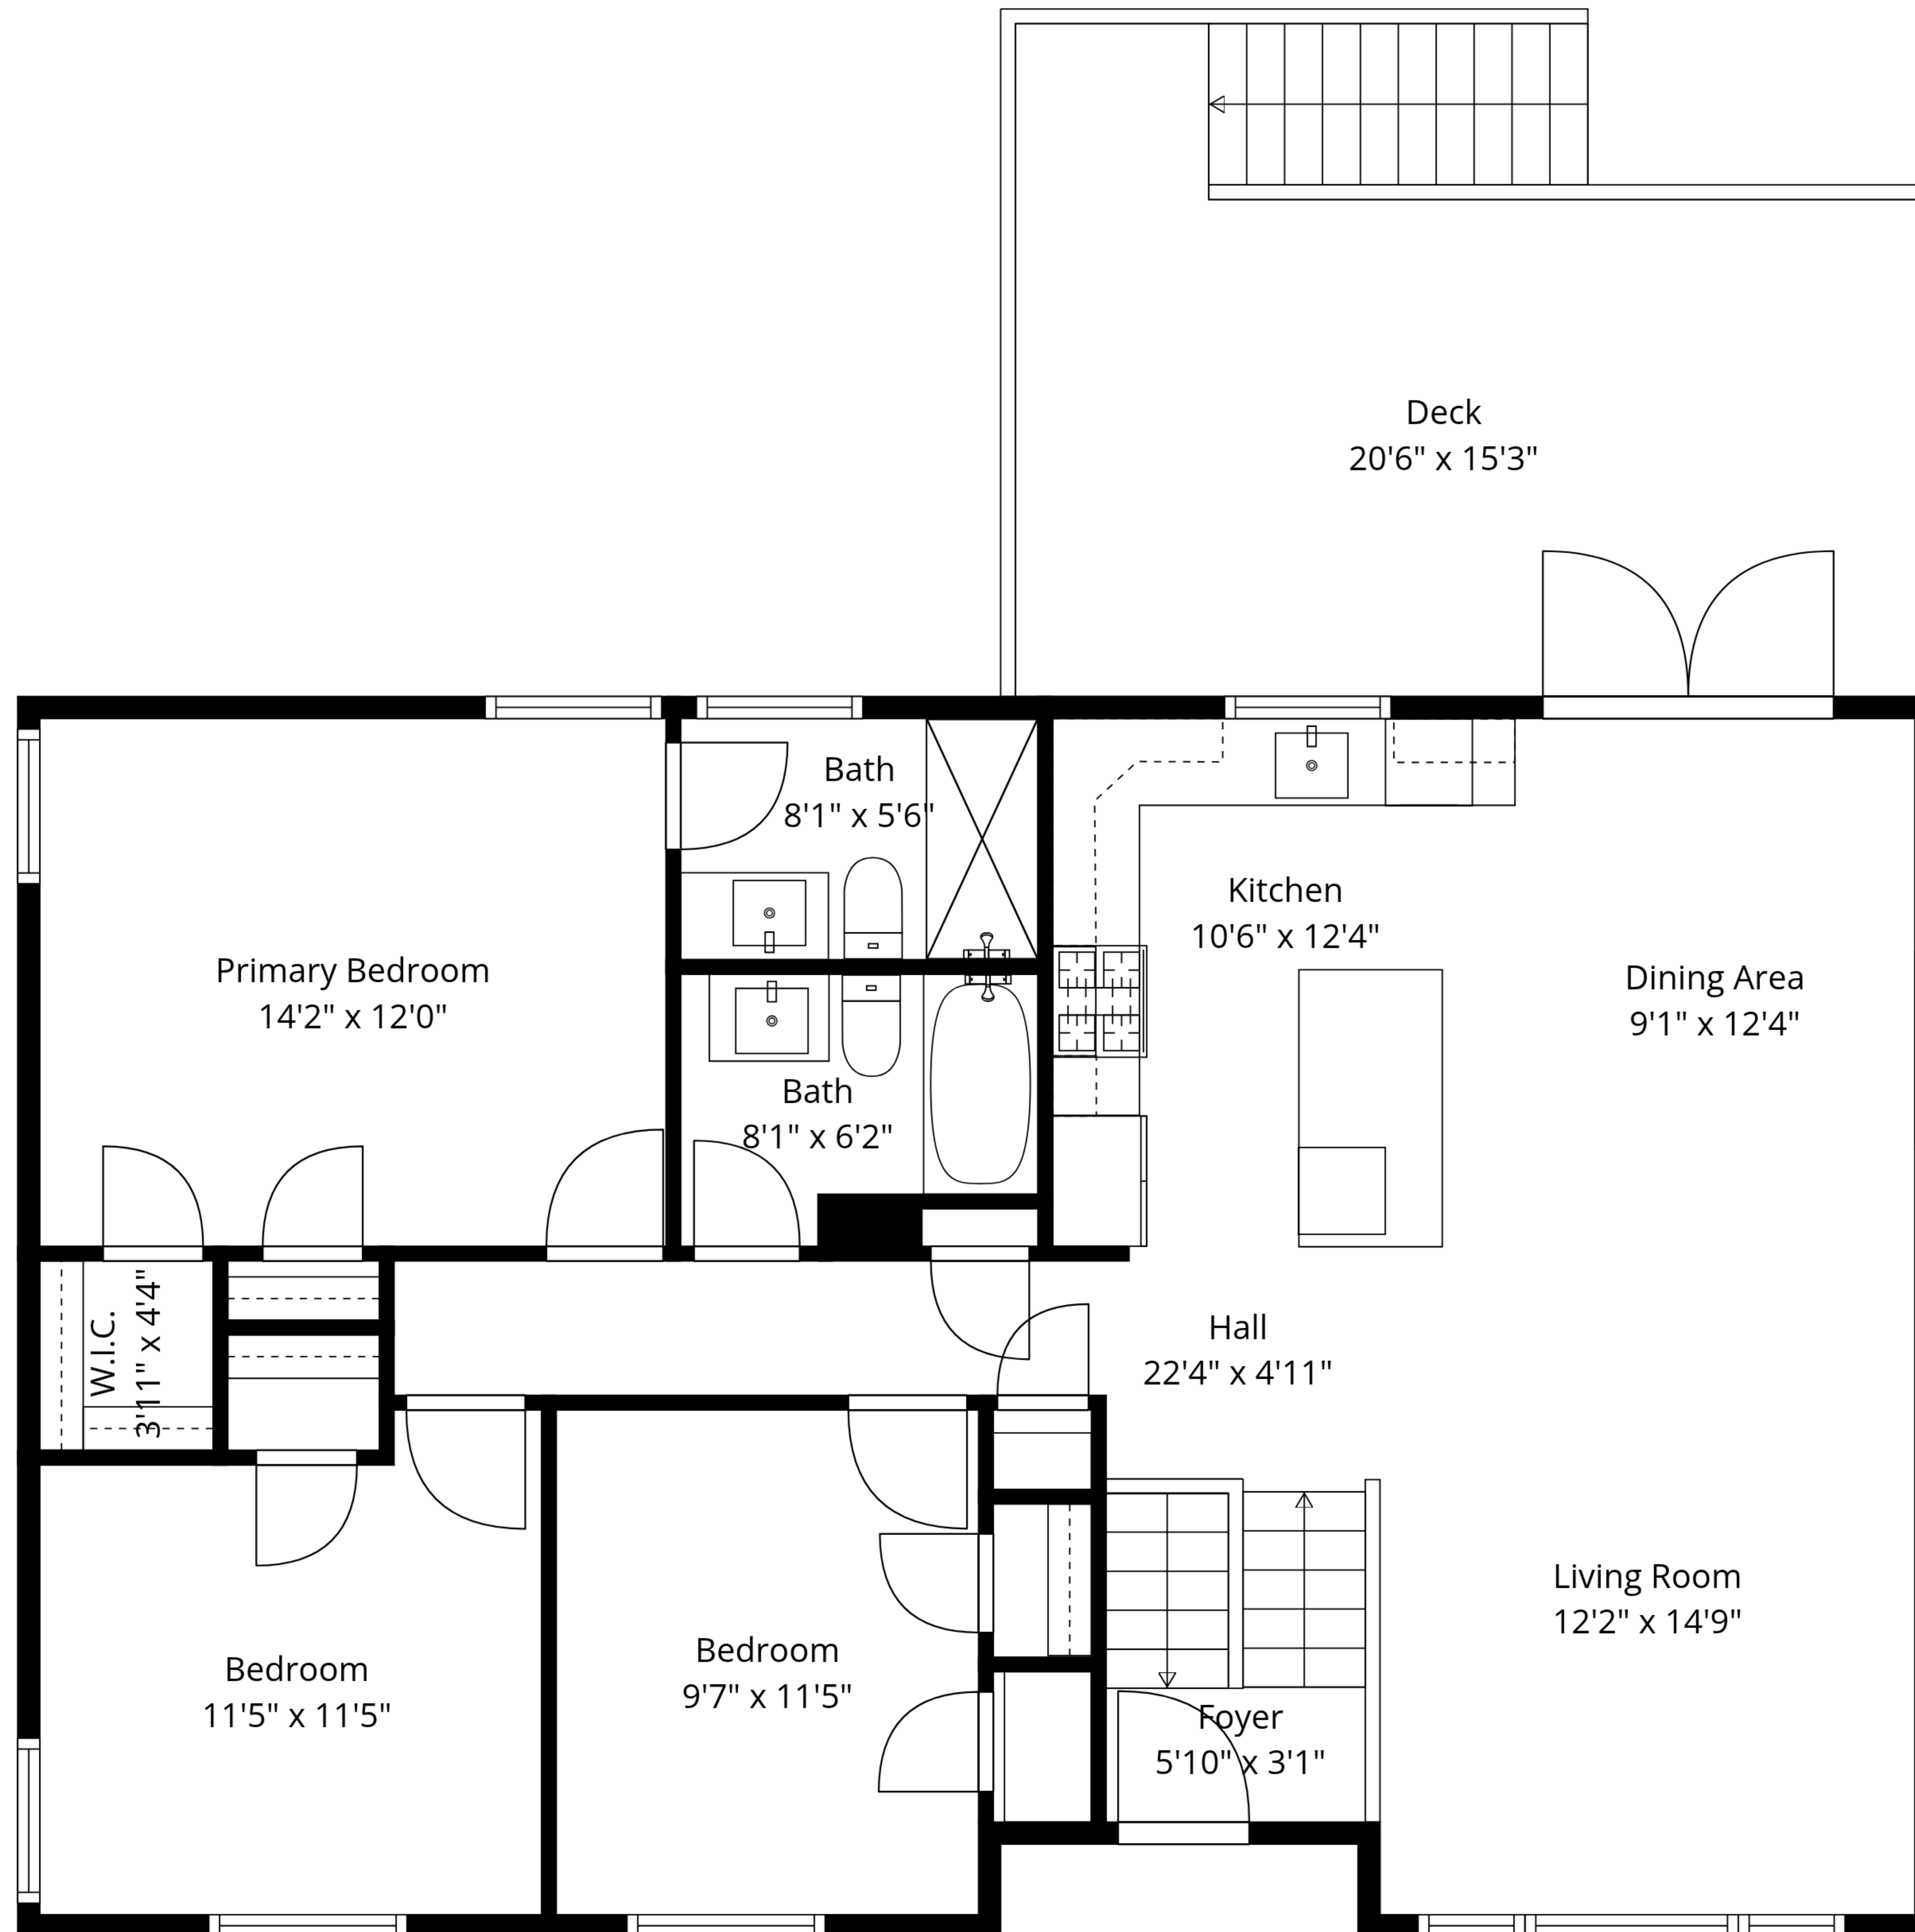 Deck
20'6" x 15'3"
Bath
8'1" x 5'6"
Kitchen
10'6" x 12'4"
Primary Bedroom
14'2" x 12'0"
Dining Area
9'1" x 12'4"
Bath
8'1" x 6'2"
W.I.C.
3'11" x 4'4"
Hall
22'4" x 4'11"
Living Room
12'2" x 14'9"
Bedroom
11'5" x 11'5"
Bedroom
9'7" x 11'5"
Foyer
5'10" x 3'1"